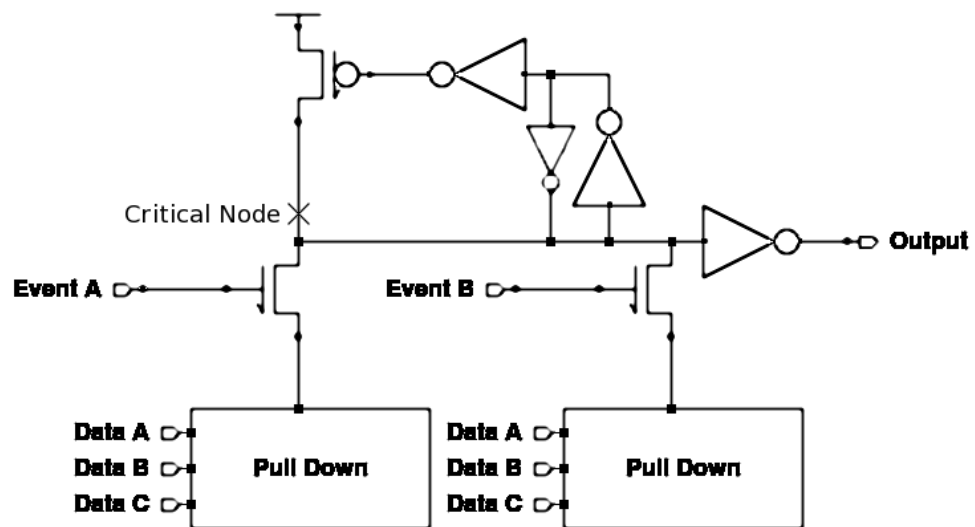 Critical Node
Output
Event A
Event B
Data A
Data B
Data C
Pull Down
Data A
Data B
Data C
Pull Down